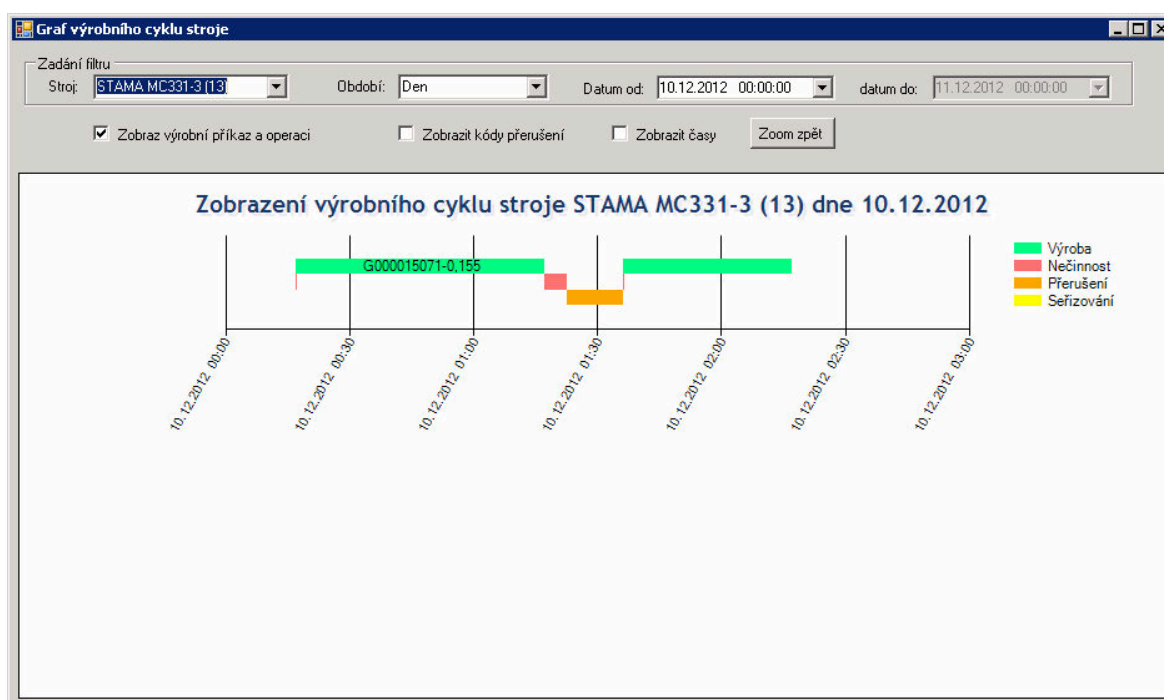 Graf výrobního cyklu stroje
Zadání filtru
Stroj: STAMA MC331-3 (13) Období: Den Datum od: 10.12.2012 00:00:00 datum do: 11.12.2012 00:00:00
Zobraz výrobní příkaz a operaci Zobrazit kódy přerušení Zobrazit časy Zoom zpět
Zobrazení výrobního cyklu stroje STAMA MC331-3 (13) dne 10.12.2012
G000015071-0,155
Výroba
Nečinnost
Přerušení
Seřizování
10.12.2012 00:00
10.12.2012 00:30
10.12.2012 01:00
10.12.2012 01:30
10.12.2012 02:00
10.12.2012 02:30
10.12.2012 03:00